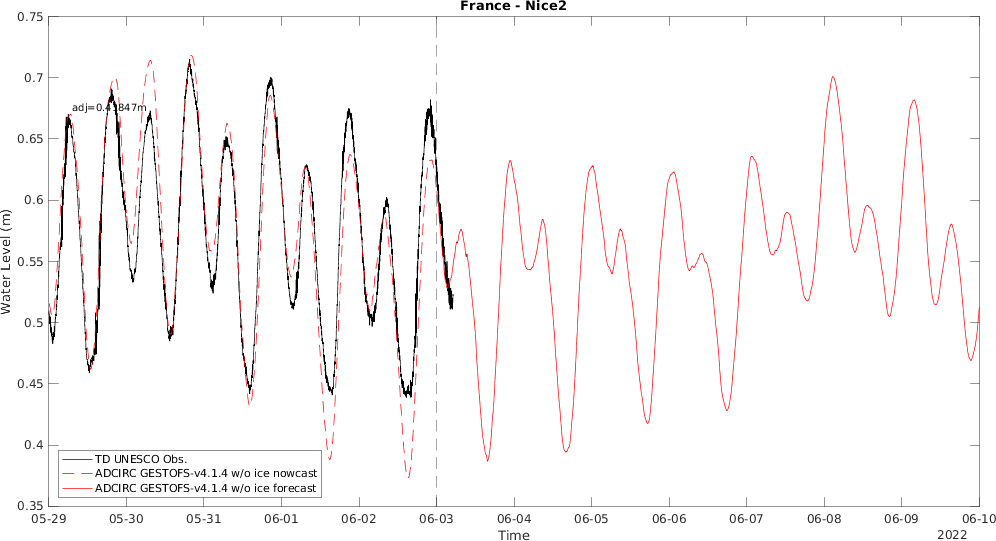 France - Nice2
Water Level (m)
0.75
0.7
0.65
0.6
0.55
0.5
0.45
0.4
0.35
adj=0.41847m
TD UNESCO Obs.
ADCIRC GESTOFS-v4.1.4 w/o ice nowcast
ADCIRC GESTOFS-v4.1.4 w/o ice forecast
05-29 05-30 05-31 06-01 06-02 06-03 06-04 06-05 06-06 06-07 06-08 06-09 06-10
Time
2022